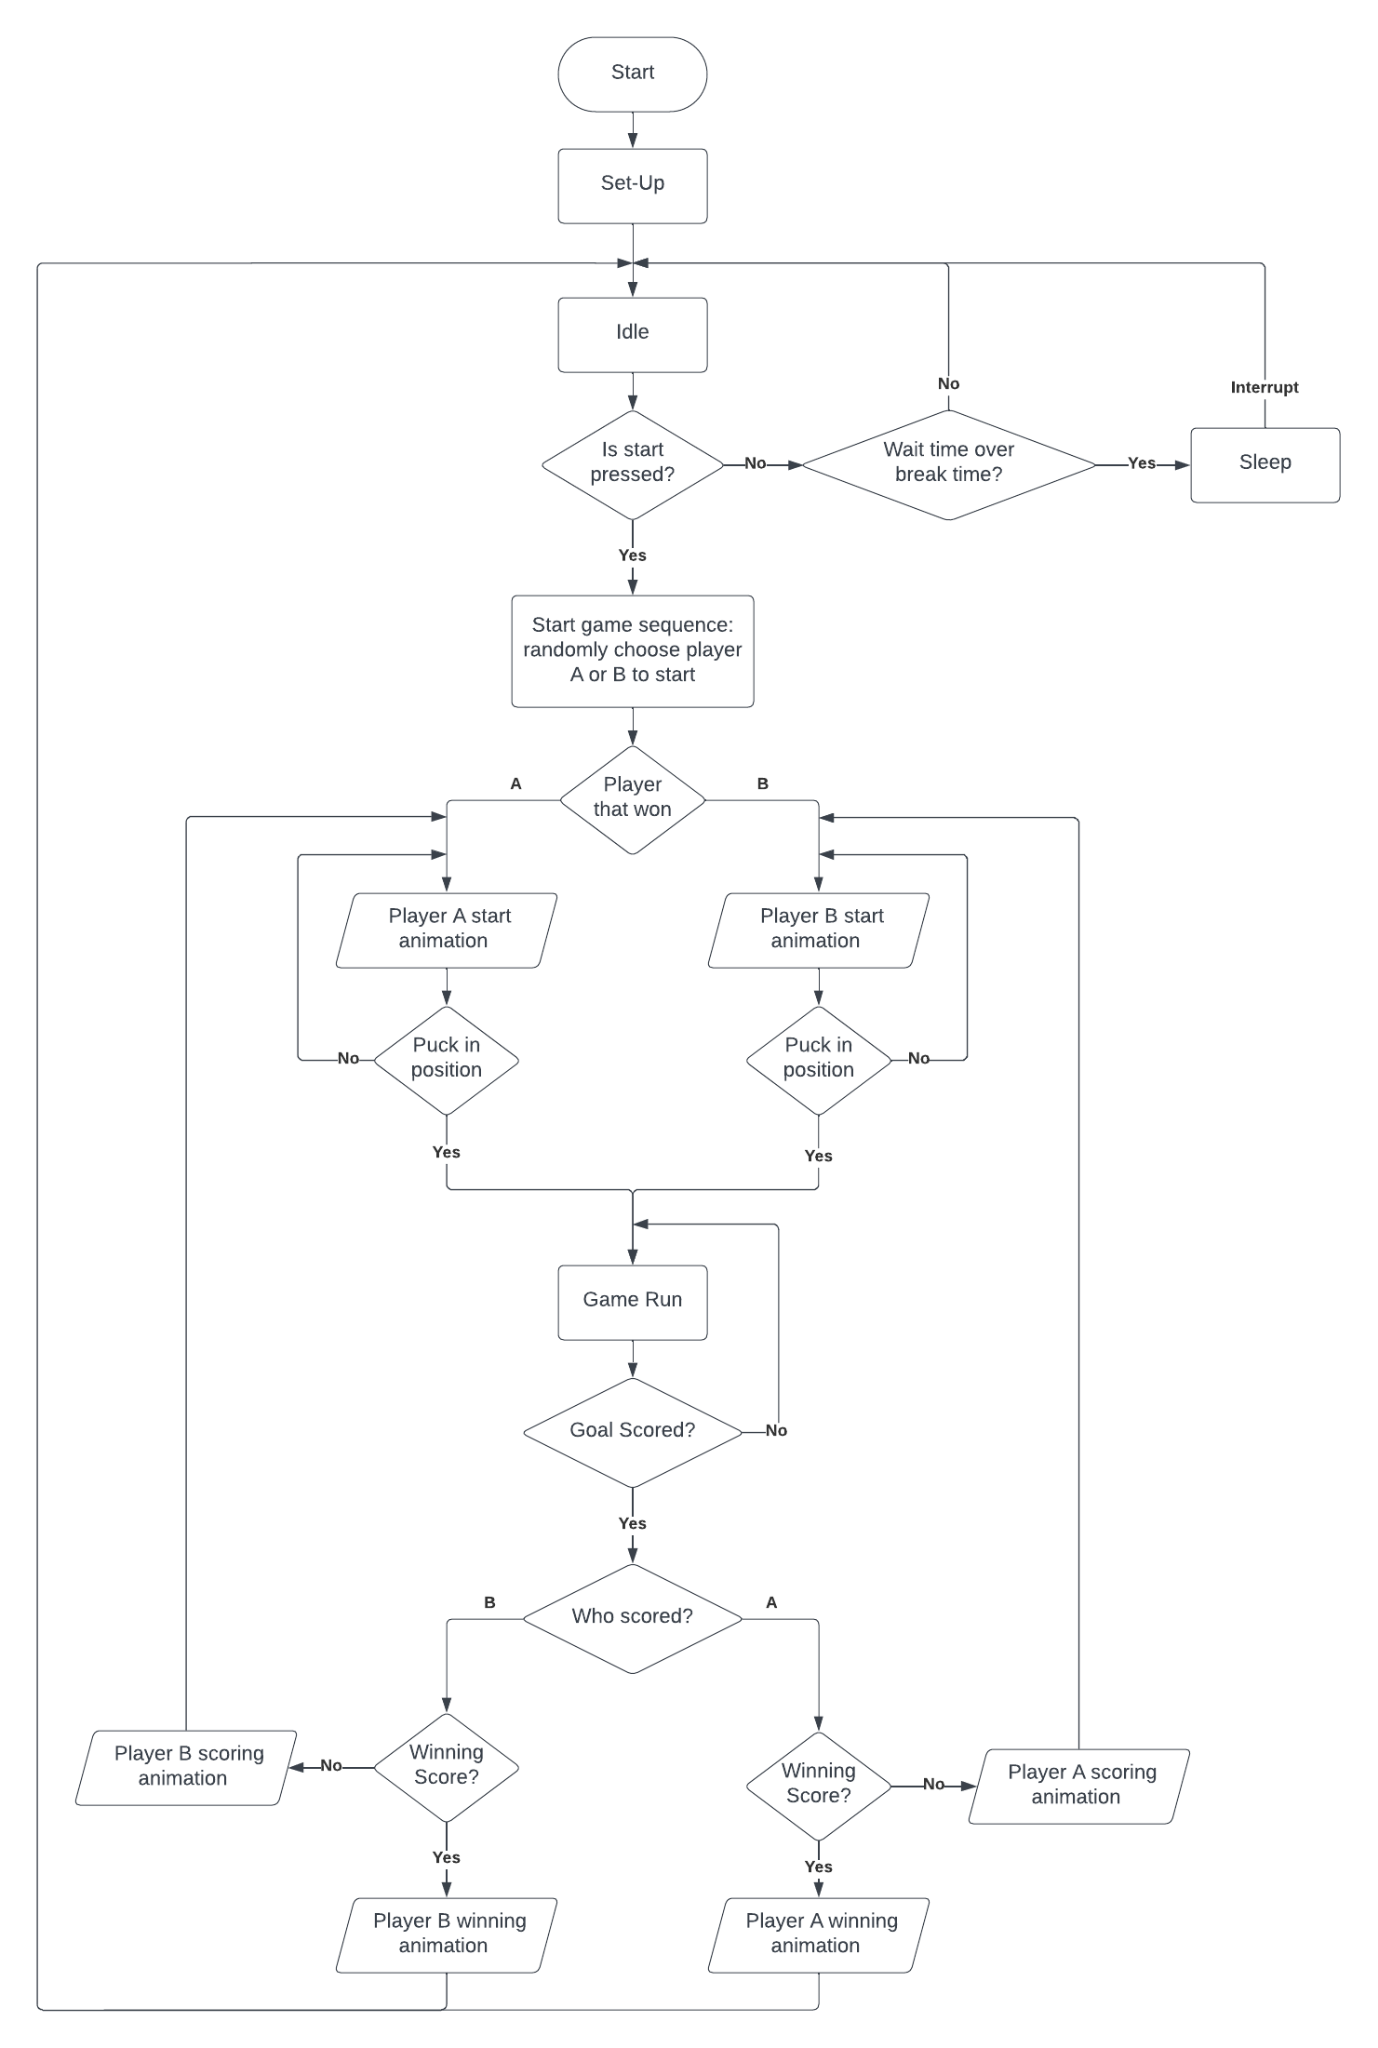 Start
Set-Up
Idle
No
Interrupt
Is start
pressed?
No
Wait time over
break time?
Yes
Sleep
Yes
Start game sequence:
randomly choose player
A or B to start
A
Player
that won
B
Player A start
animation
Player B start
animation
No
Puck in
position
Puck in
position
No
Yes
Yes
Game Run
Goal Scored?
No
Yes
B
Who scored?
A
Player B scoring
animation
No
Winning
Score?
Winning
Score?
No
Player A scoring
animation
Yes
Yes
Player B winning
animation
Player A winning
animation